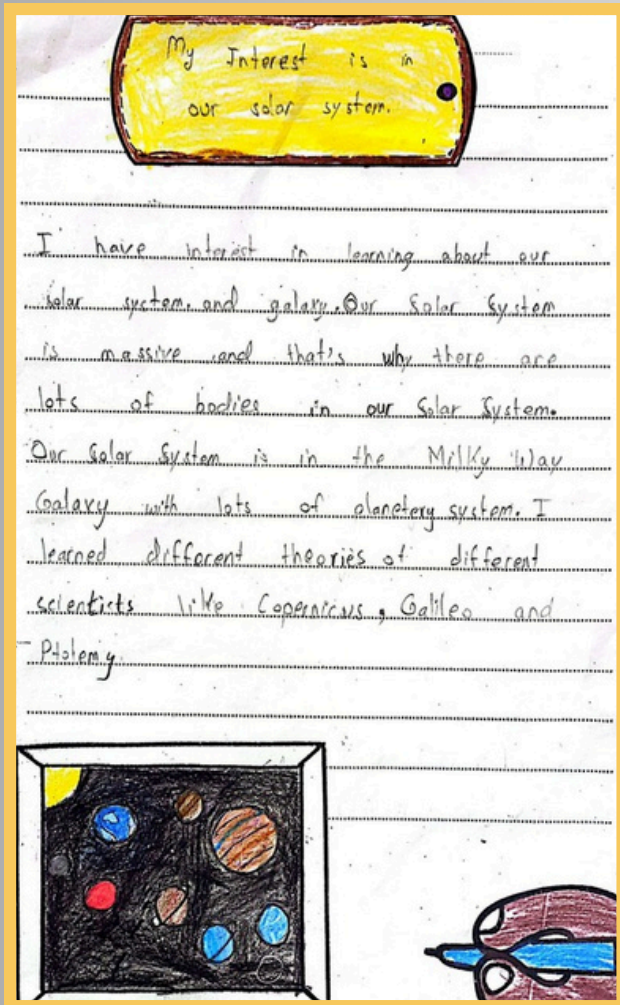 My Interest is in
our solar system.
I have interest in learning about our
solar system. and galaxy. Our Solar System
is massive and that's why there are
lots of bodies in our Solar System.
Our Solar System is in the Milky Way
Galaxy with lots of planetery system. I
learned different theories of different
scienticts like Copernicus, Galileo and
Ptolemy.